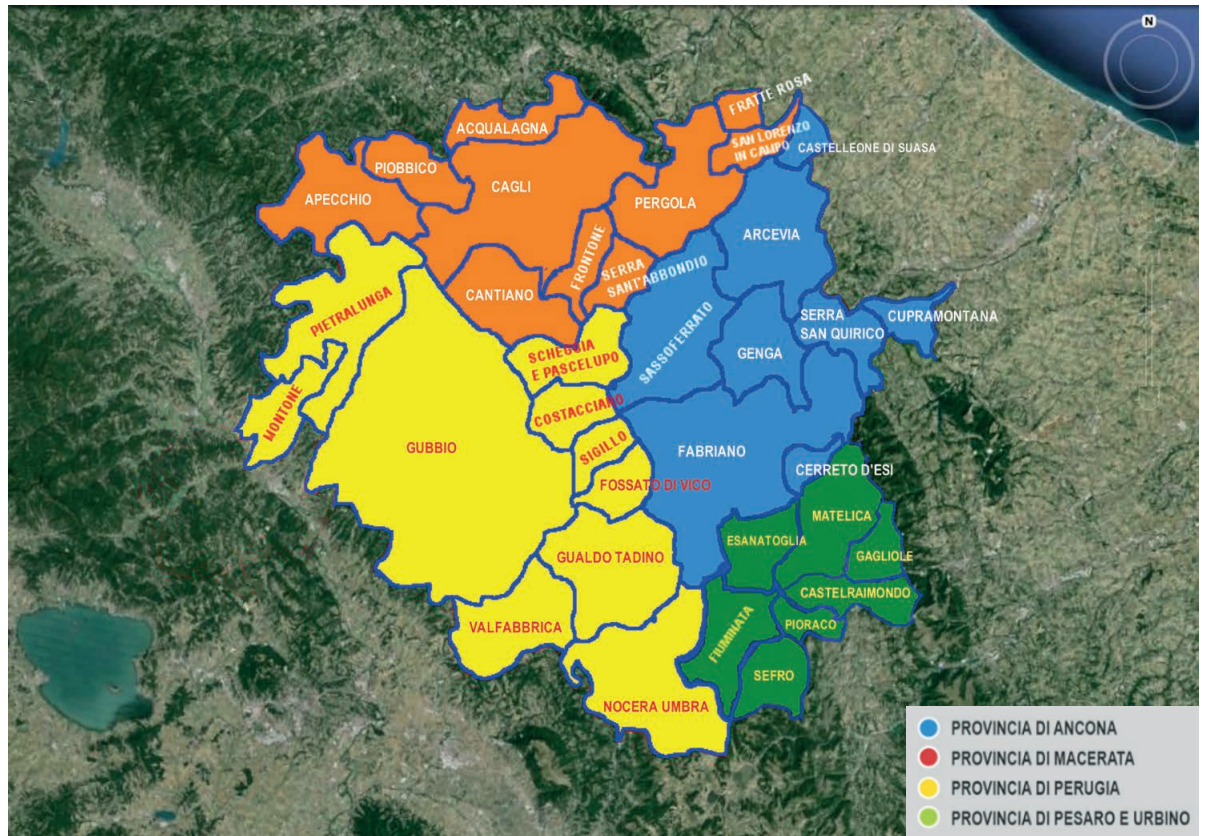 N
FRATTE ROSA
ACQUALAGNA
SAN LORENZO
IN CAMPO
CASTELLEONE DI SUASA
PIOBBICO
CAGLI
APECCHIO
PERGOLA
ARCEVIA
FRONTONE
SERRA
SANT'ABBONDIO
CANTIANO
PIETRALUNGA
SASSOFERRATO
SERRA
SAN QUIRICO
CUPRAMONTANA
SCHEGGIA
E PASCELUPO
GENGA
MONTONE
COSTACCIANO
GUBBIO
SIGILLO
FABRIANO
CERRETO D'ESI
FOSSATO DI VICO
MATELICA
ESANATOGLIA
GUALDO TADINO
GAGLIOLE
CASTELRAIMONDO
VALFABBRICA
PIORACO
FIUMINATA
SEFRO
NOCERA UMBRA
PROVINCIA DI ANCONA
PROVINCIA DI MACERATA
PROVINCIA DI PERUGIA
PROVINCIA DI PESARO E URBINO